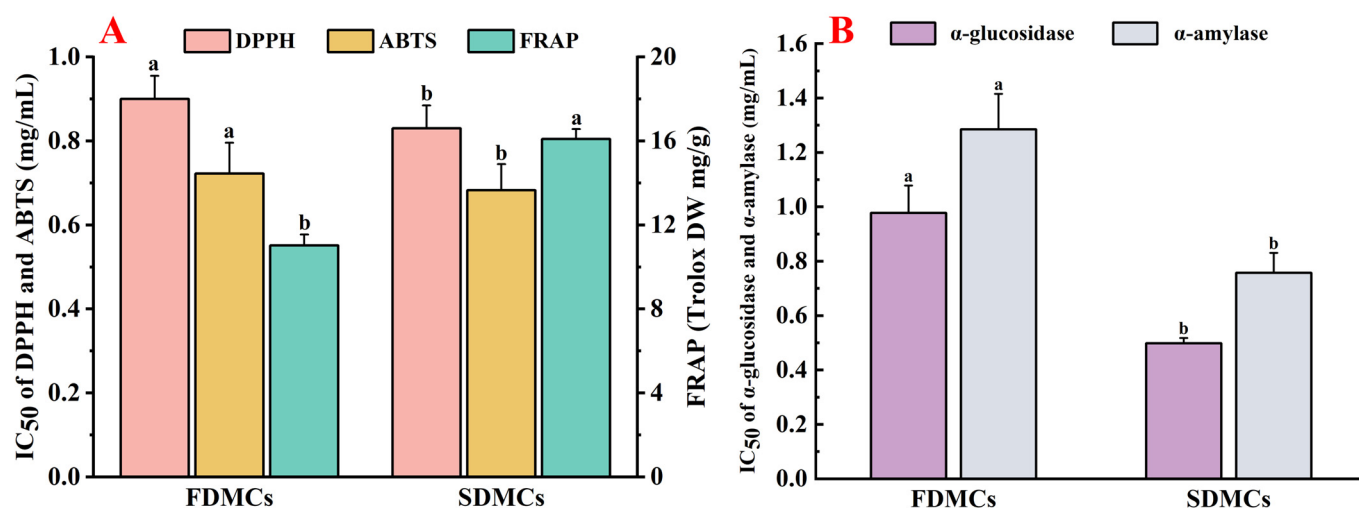 A
DPPH ABTS FRAP
IC50 of DPPH and ABTS (mg/mL)
1.0
0.8
0.6
0.4
0.2
0.0
a
a
b
b
b
a
20
16
12
8
4
0
FRAP (Trolox DW mg/g)
FDMCs SDMCs
B
α-glucosidase α-amylase
IC50 of α-glucosidase and α-amylase (mg/mL)
1.6
1.4
1.2
1.0
0.8
0.6
0.4
0.2
0.0
a
a
b
b
FDMCs SDMCs